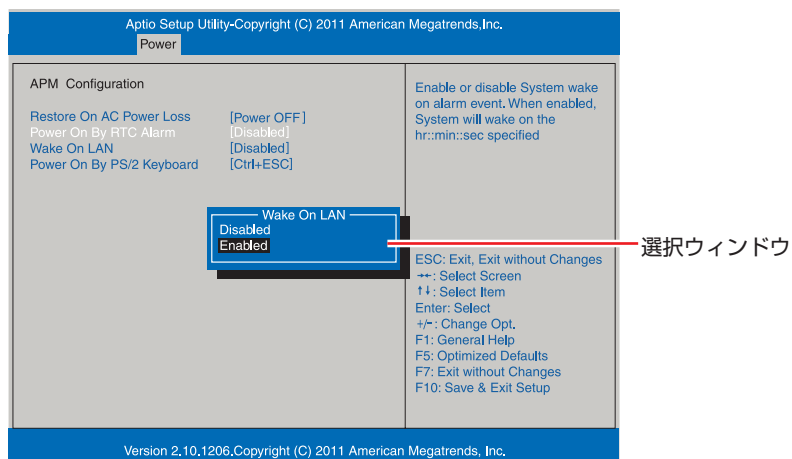 Aptio Setup Utility-Copyright (C) 2011 American Megatrends,Inc.
Power
APM Configuration
Restore On AC Power Loss [Power OFF]
Power On By RTC Alarm [Disabled]
Wake On LAN [Disabled]
Power On By PS/2 Keyboard [Ctrl+ESC]
Enable or disable System wake
on alarm event. When enabled,
System will wake on the
hr::min::sec specified
Wake On LAN
Disabled
Enabled
選択ウィンドウ
ESC: Exit, Exit without Changes
→←: Select Screen
↑↓: Select Item
Enter: Select
+/-: Change Opt.
F1: General Help
F5: Optimized Defaults
F7: Exit without Changes
F10: Save & Exit Setup
Version 2.10.1206.Copyright (C) 2011 American Megatrends, Inc.